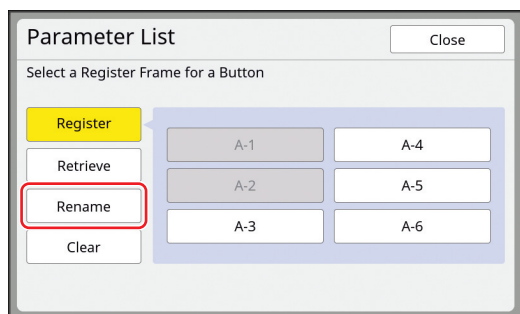 Parameter List
Close
Select a Register Frame for a Button
Register
Retrieve
Rename
Clear
A-1
A-4
A-2
A-5
A-3
A-6